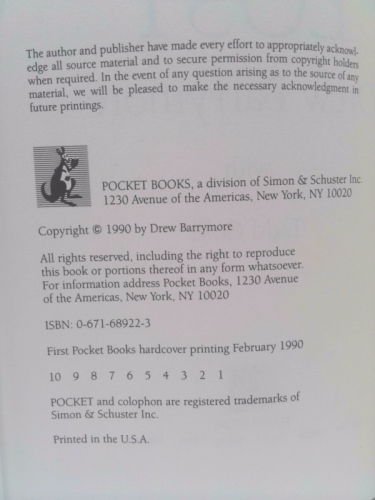 The author and publisher have made every effort to appropriately acknowl-
edge all source material and to secure permission from copyright holders
when required. In the event of any question arising as to the source of any
material, we will be pleased to make the necessary acknowledgment in
future printings.
POCKET BOOKS, a division of Simon & Schuster Inc.
1230 Avenue of the Americas, New York, NY 10020
Copyright © 1990 by Drew Barrymore
All rights reserved, including the right to reproduce
this book or portions thereof in any form whatsoever.
For information address Pocket Books, 1230 Avenue
of the Americas, New York, NY 10020
ISBN: 0-671-68922-3
First Pocket Books hardcover printing February 1990
10 9 8 7 6 5 4 3 2 1
POCKET and colophon are registered trademarks of
Simon & Schuster Inc.
Printed in the U.S.A.